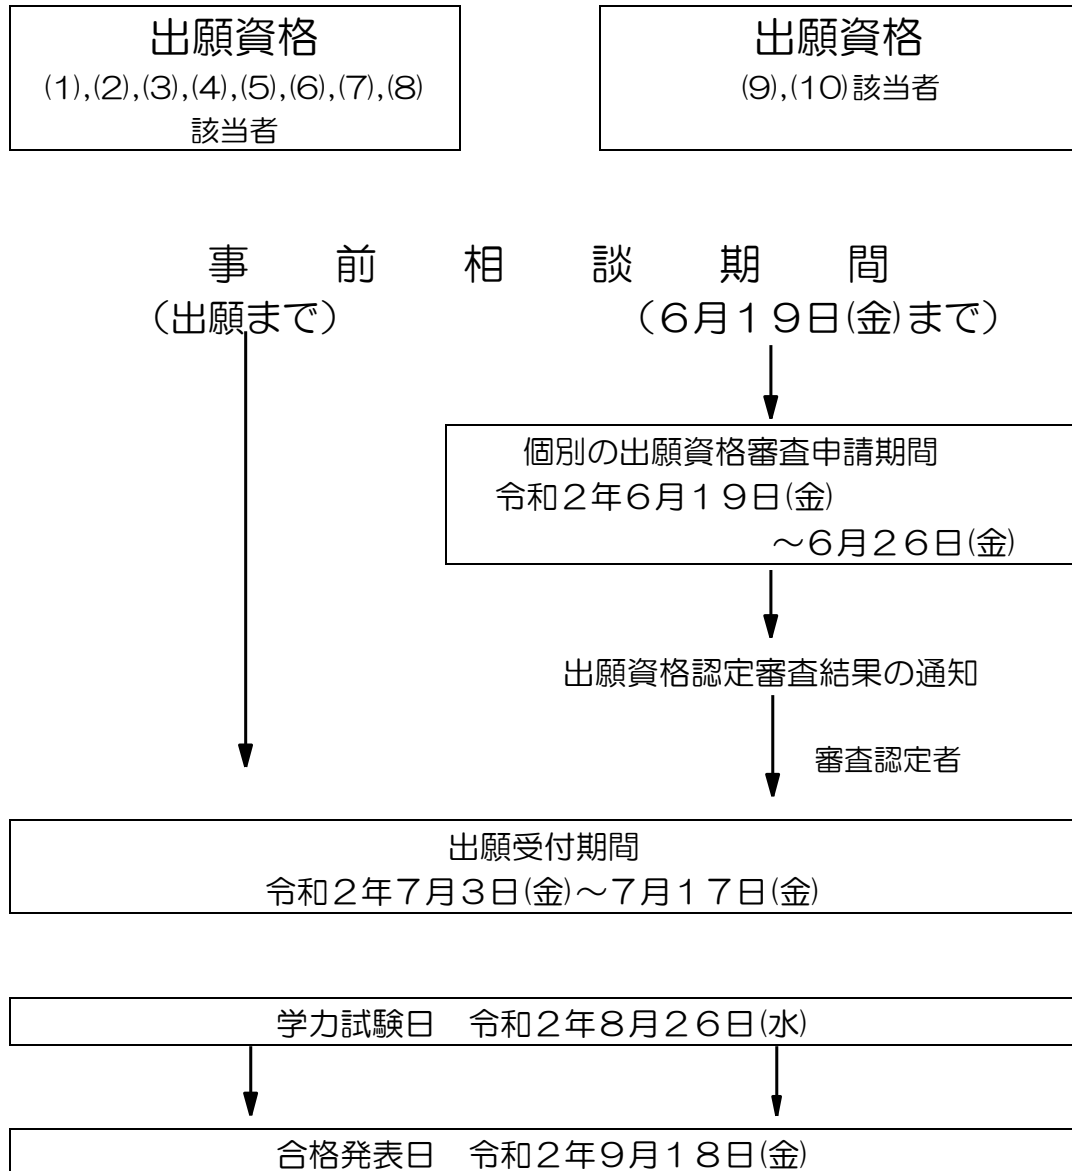 出願資格
(1),(2),(3),(4),(5),(6),(7),(8)
該当者
出願資格
(9),(10)該当者
事前相談期間
（出願まで）
（６月１９日(金)まで）
個別の出願資格審査申請期間
令和２年６月１９日(金)
～６月２６日(金)
出願資格認定審査結果の通知
審査認定者
出願受付期間
令和２年７月３日(金)～７月１７日(金)
学力試験日　令和２年８月２６日(水)
合格発表日　令和２年９月１８日(金)